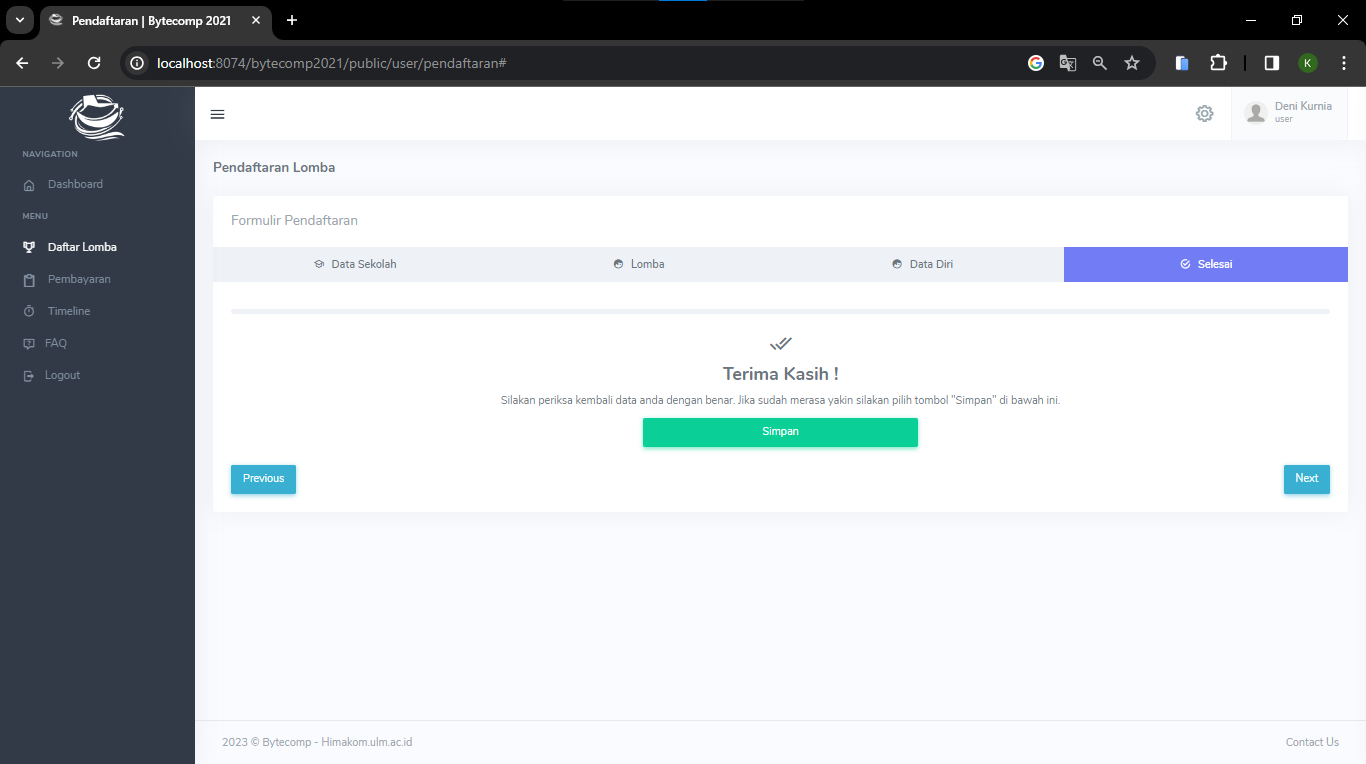 Pendaftaran | Bytecomp 2021
localhost:8074/bytecomp2021/public/user/pendaftaran#
K
Deni Kurnia
user
NAVIGATION
Dashboard
MENU
Daftar Lomba
Pembayaran
Timeline
FAQ
Logout
Pendaftaran Lomba
Formulir Pendaftaran
Data Sekolah
Lomba
Data Diri
Selesai
Terima Kasih !
Silakan periksa kembali data anda dengan benar. Jika sudah merasa yakin silakan pilih tombol "Simpan" di bawah ini.
Simpan
Previous
Next
2023 © Bytecomp - Himakom.ulm.ac.id
Contact Us